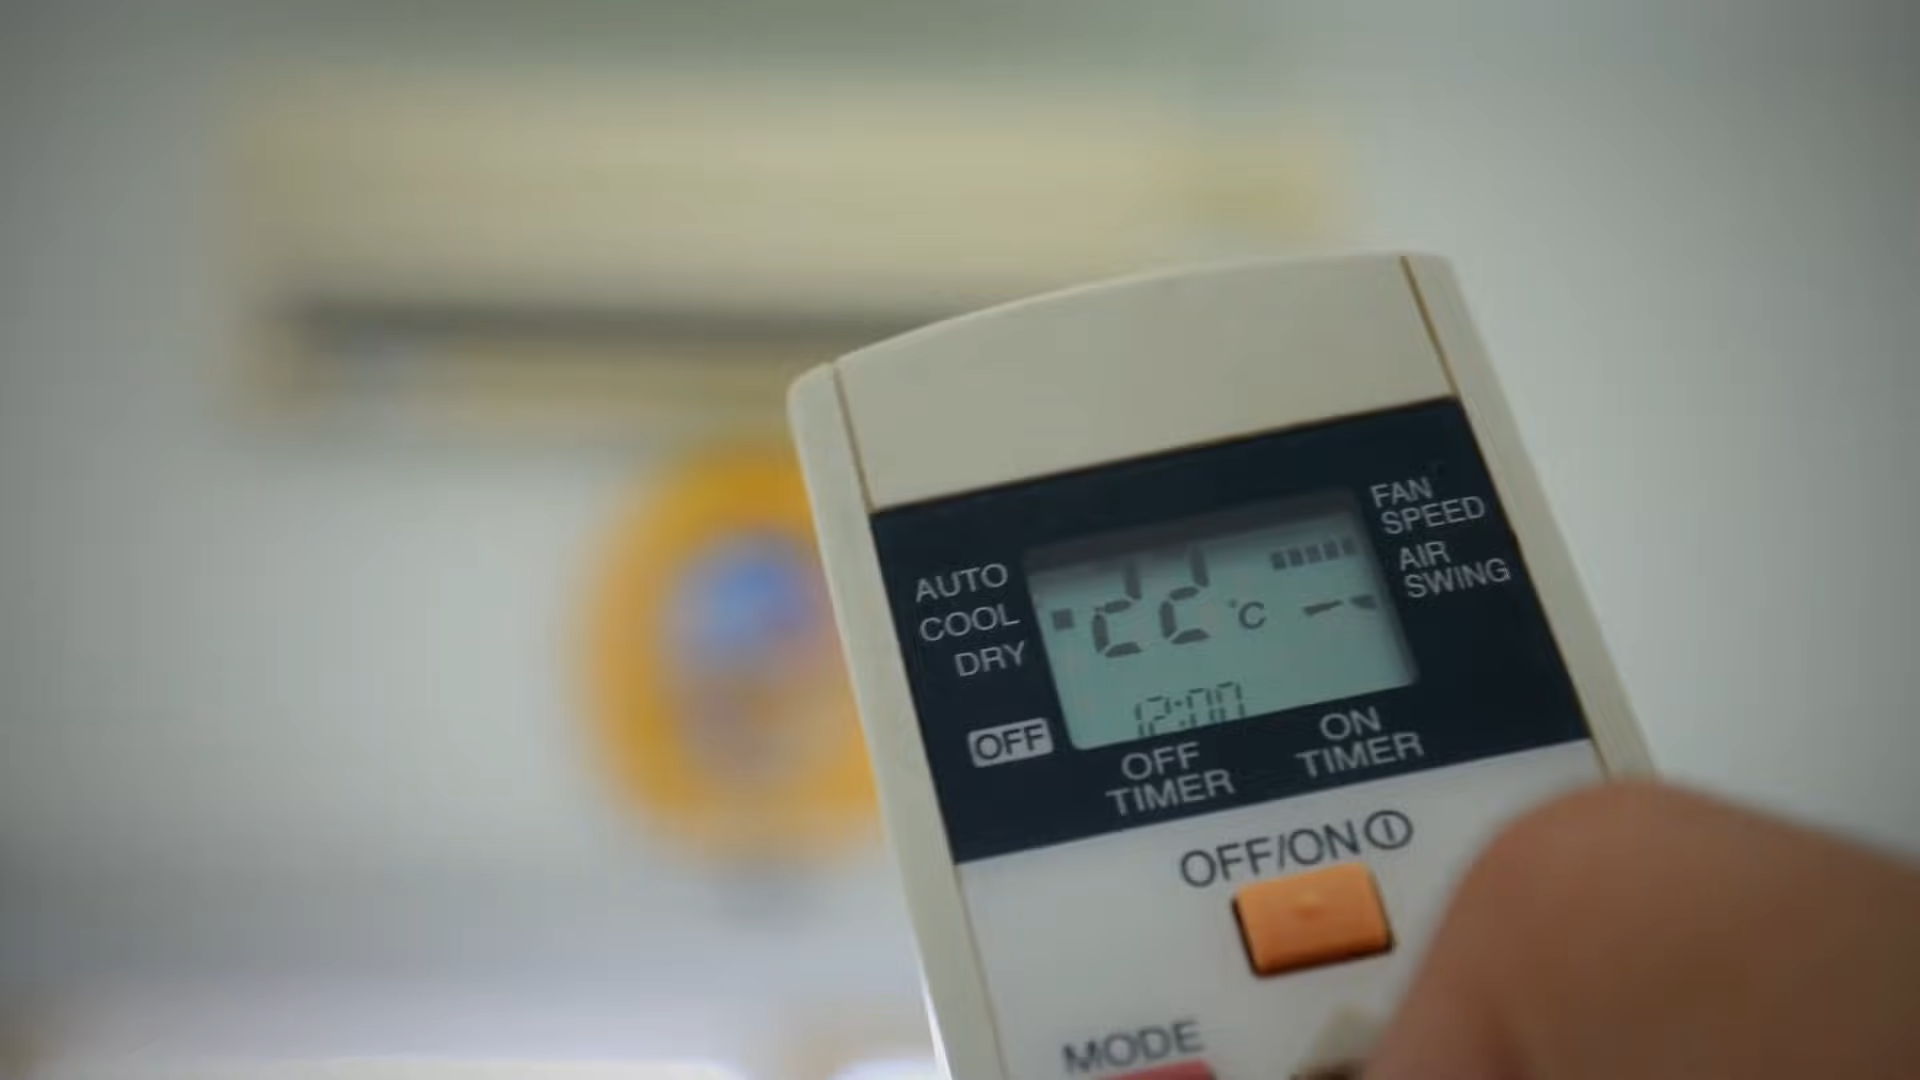 FAN
SPEED
AIR
SWING
AUTO
COOL
DRY
22°C
12:00
OFF
OFF
TIMER
ON
TIMER
OFF/ON
MODE